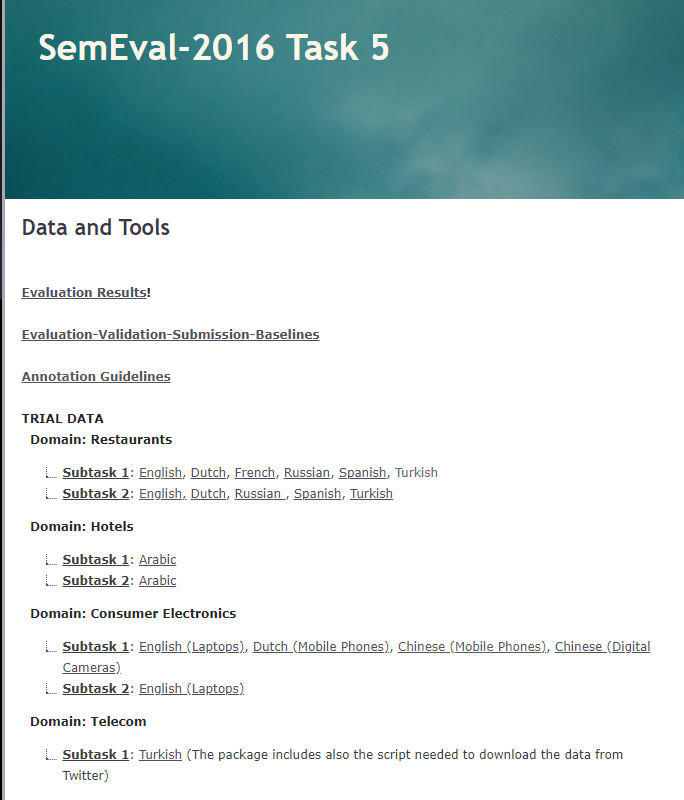 SemEval-2016 Task 5
Data and Tools
Evaluation Results!
Evaluation-Validation-Submission-Baselines
Annotation Guidelines
TRIAL DATA
Domain: Restaurants
Subtask 1: English, Dutch, French, Russian, Spanish, Turkish
Subtask 2: English, Dutch, Russian , Spanish, Turkish
Domain: Hotels
Subtask 1: Arabic
Subtask 2: Arabic
Domain: Consumer Electronics
Subtask 1: English (Laptops), Dutch (Mobile Phones), Chinese (Mobile Phones), Chinese (Digital
Cameras)
Subtask 2: English (Laptops)
Domain: Telecom
Subtask 1: Turkish (The package includes also the script needed to download the data from
Twitter)